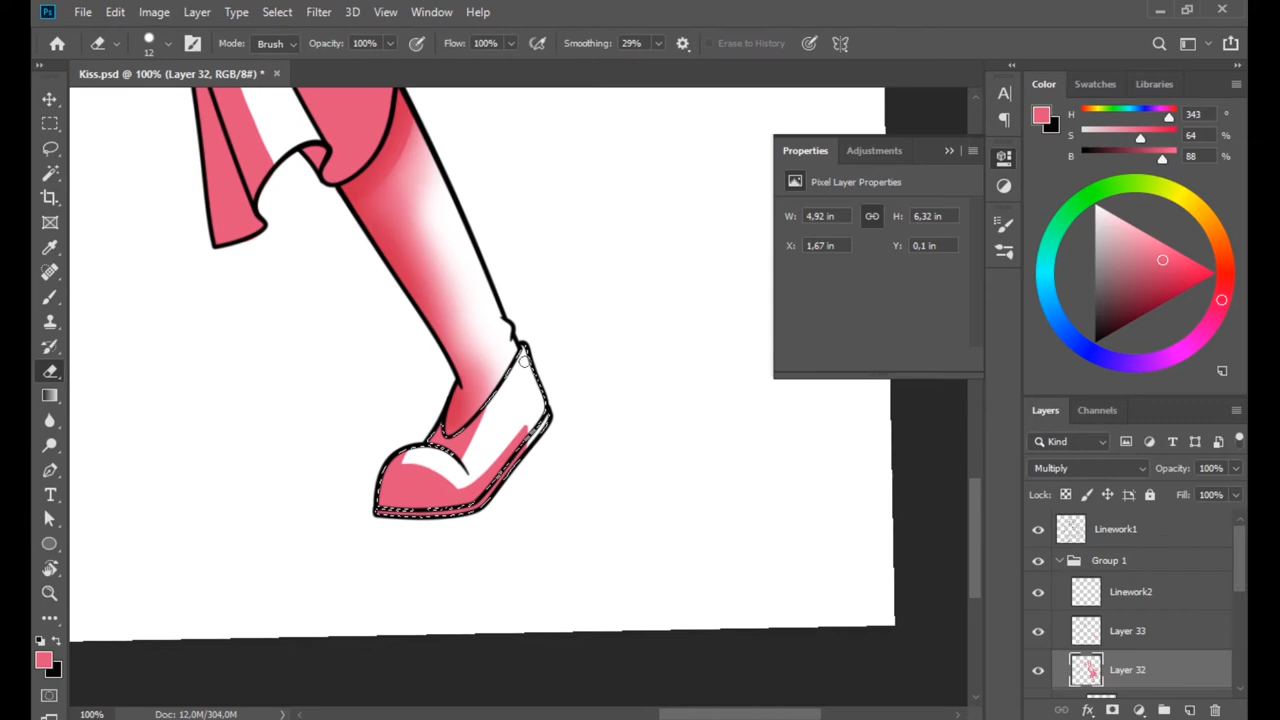 Ps File Edit Image Layer Type Select Filter 3D View Window Help
12 Mode: Brush Opacity: 100% Flow: 100% Smoothing: 29% Erase to History
Kiss.psd @ 100% (Layer 32, RGB/8#) * ×
Color Swatches Libraries
H 343 °
S 64 %
B 88 %
Properties Adjustments
Pixel Layer Properties
W: 4,92 in H: 6,32 in
X: 1,67 in Y: 0,1 in
Layers Channels
Kind
Multiply Opacity: 100%
Lock: Fill: 100%
Linework1
Group 1
Linework2
Layer 33
Layer 32
100% Doc: 12,0M/304,0M